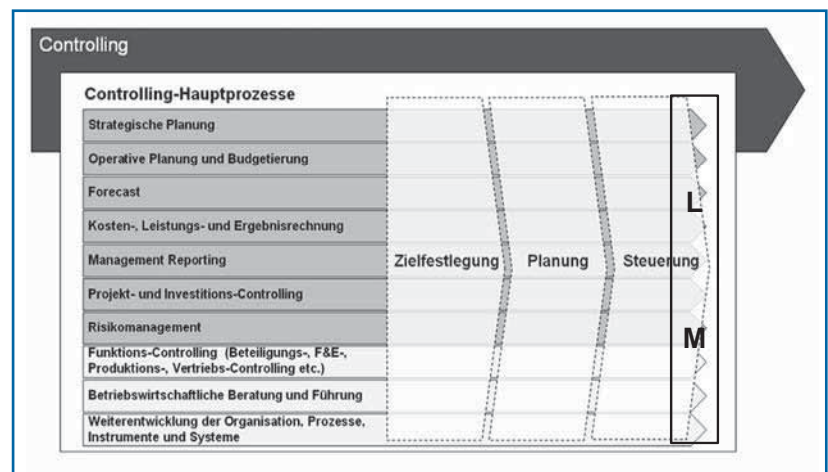 Controlling
Controlling-Hauptprozesse
Strategische Planung
Operative Planung und Budgetierung
Forecast
Kosten-, Leistungs- und Ergebnisrechnung
Management Reporting
Projekt- und Investitions-Controlling
Risikomanagement
Funktions-Controlling (Beteiligungs-, F&E-,
Produktions-, Vertriebs-Controlling etc.)
Betriebswirtschaftliche Beratung und Führung
Weiterentwicklung der Organisation, Prozesse,
Instrumente und Systeme
Zielfestlegung
Planung
Steuerung
L
M